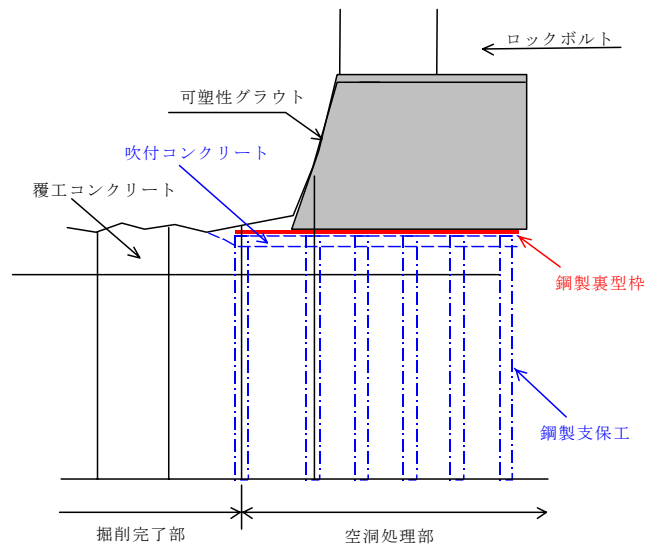 ロックボルト
可塑性グラウト
吹付コンクリート
覆工コンクリート
鋼製裏型枠
鋼製支保工
掘削完了部
空洞処理部